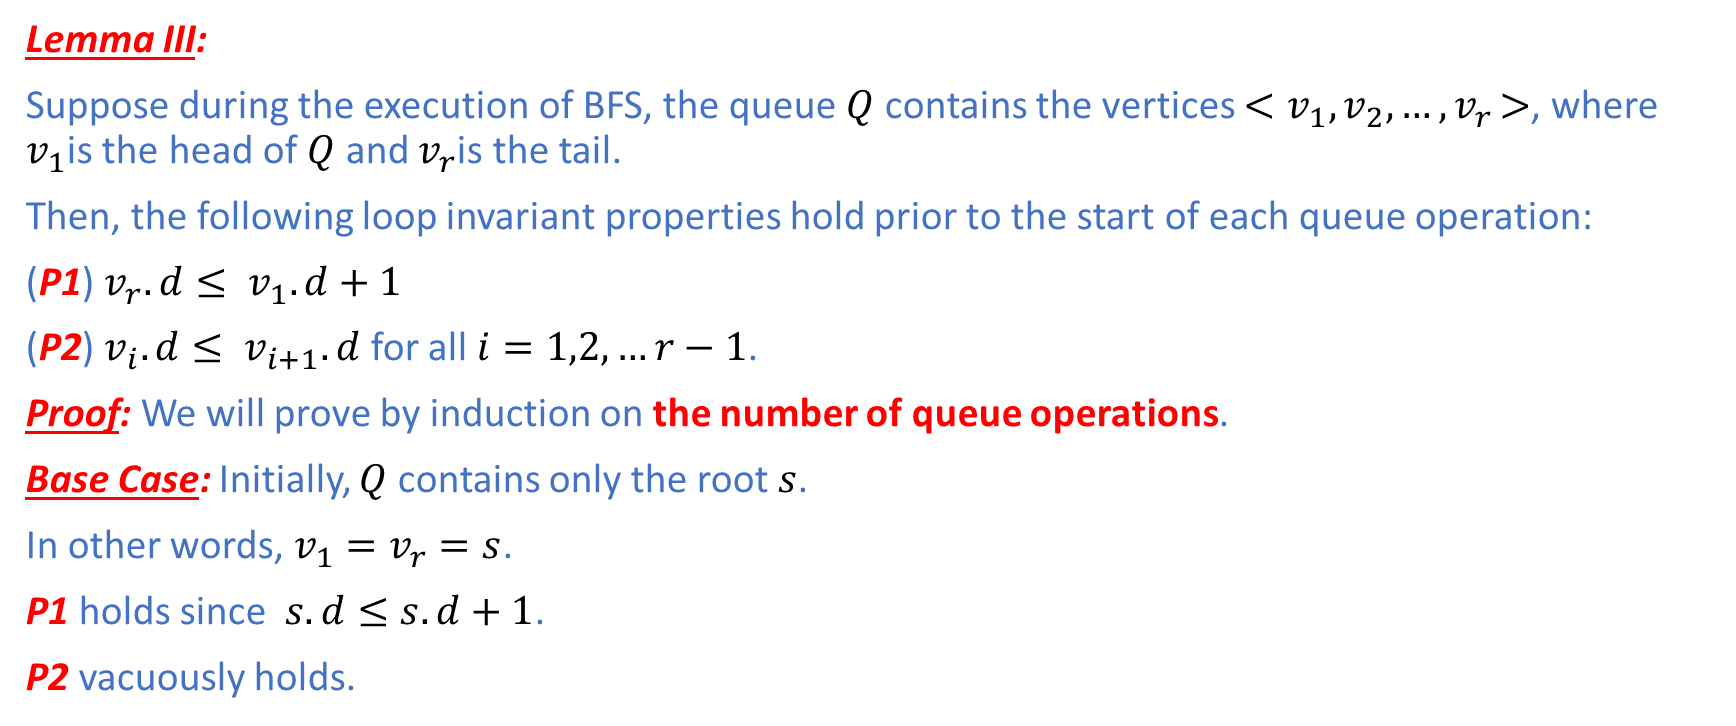 Lemma III:
Suppose during the execution of BFS, the queue Q contains the vertices < v₁, v₂, … , vᵣ >, where
v₁is the head of Q and vᵣis the tail.
Then, the following loop invariant properties hold prior to the start of each queue operation:
(P1) vᵣ. d ≤ v₁. d + 1
(P2) vᵢ. d ≤ vᵢ₊₁. d for all i = 1,2, … r − 1.
Proof: We will prove by induction on the number of queue operations.
Base Case: Initially, Q contains only the root s.
In other words, v₁ = vᵣ = s.
P1 holds since s. d ≤ s. d + 1.
P2 vacuously holds.